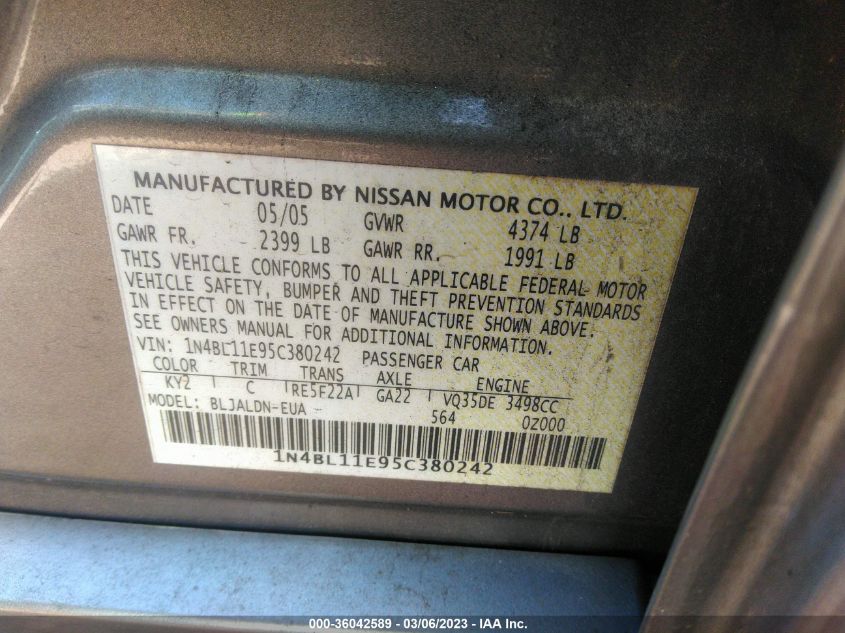 MANUFACTURED BY NISSAN MOTOR CO.. LTD.
DATE 05/05 GVWR 4374 LB
GAWR FR. 2399 LB GAWR RR. 1991 LB
THIS VEHICLE CONFORMS TO ALL APPLICABLE FEDERAL MOTOR
VEHICLE SAFETY, BUMPER AND THEFT PREVENTION STANDARDS
IN EFFECT ON THE DATE OF MANUFACTURE SHOWN ABOVE.
SEE OWNERS MANUAL FOR ADDITIONAL INFORMATION.
VIN: 1N4BL11E95C380242 PASSENGER CAR
COLOR TRIM TRANS AXLE ENGINE
KY2 C RE5F22A GA22 VQ35DE 3498CC
MODEL: BLJALDN-EUA 564 0Z000
1N4BL11E95C380242
000-36042589 - 03/06/2023 - IAA Inc.